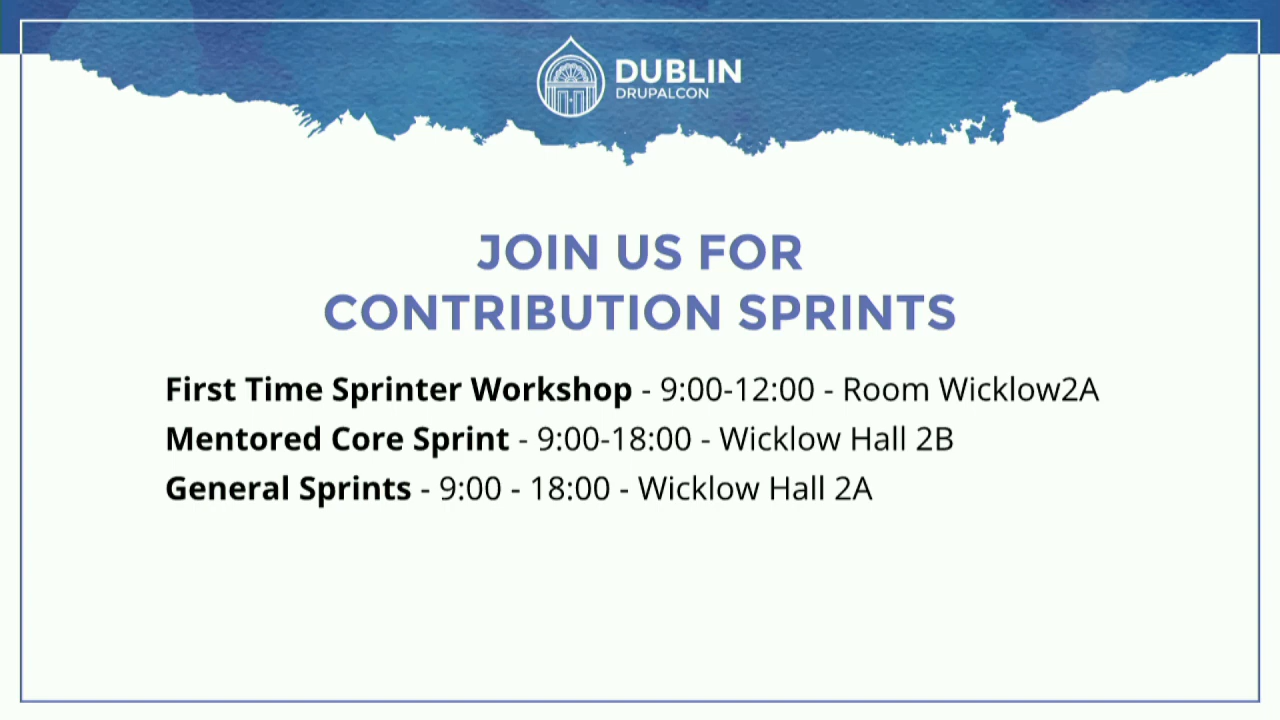 DUBLIN
DRUPALCON
JOIN US FOR
CONTRIBUTION SPRINTS
First Time Sprinter Workshop - 9:00-12:00 - Room Wicklow2A
Mentored Core Sprint - 9:00-18:00 - Wicklow Hall 2B
General Sprints - 9:00 - 18:00 - Wicklow Hall 2A